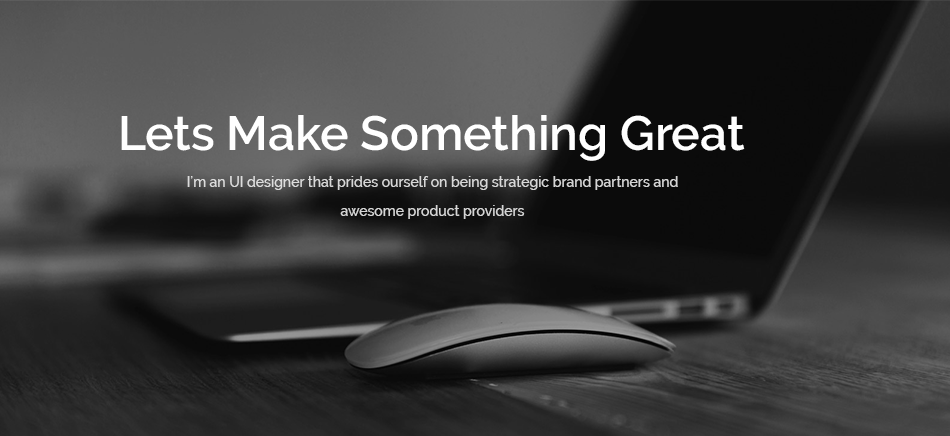 Lets Make Something Great
I'm an UI designer that prides ourself on being strategic brand partners and
awesome product providers